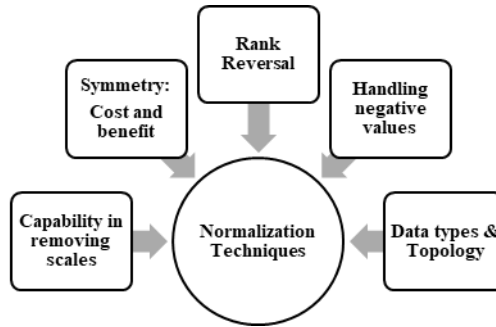 Rank
Reversal
Symmetry:
Cost and
benefit
Handling
negative
values
Capability in
removing
scales
Normalization
Techniques
Data types &
Topology